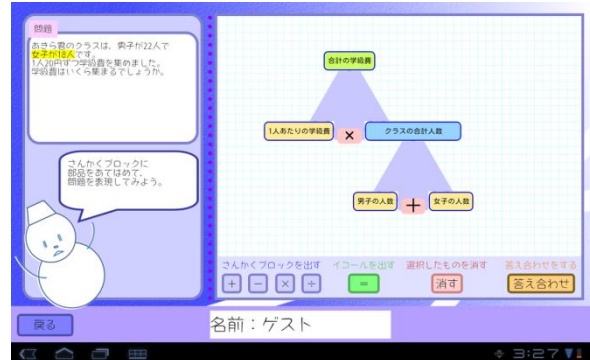 問題
あきら君のクラスは、男子が22人で
女子が18人です。
1人20円ずつ学級費を集めました。
学級費はいくら集まるでしょうか。
さんかくブロックに
部品をあてはめて、
問題を表現してみよう。
合計の学級費
1人あたりの学級費
×
クラスの合計人数
男子の人数
+
女子の人数
さんかくブロックを出す イコールを出す 選択したものを消す 答え合わせをする
+ − × ÷ = 消す 答え合わせ
戻る
名前：ゲスト
3:27